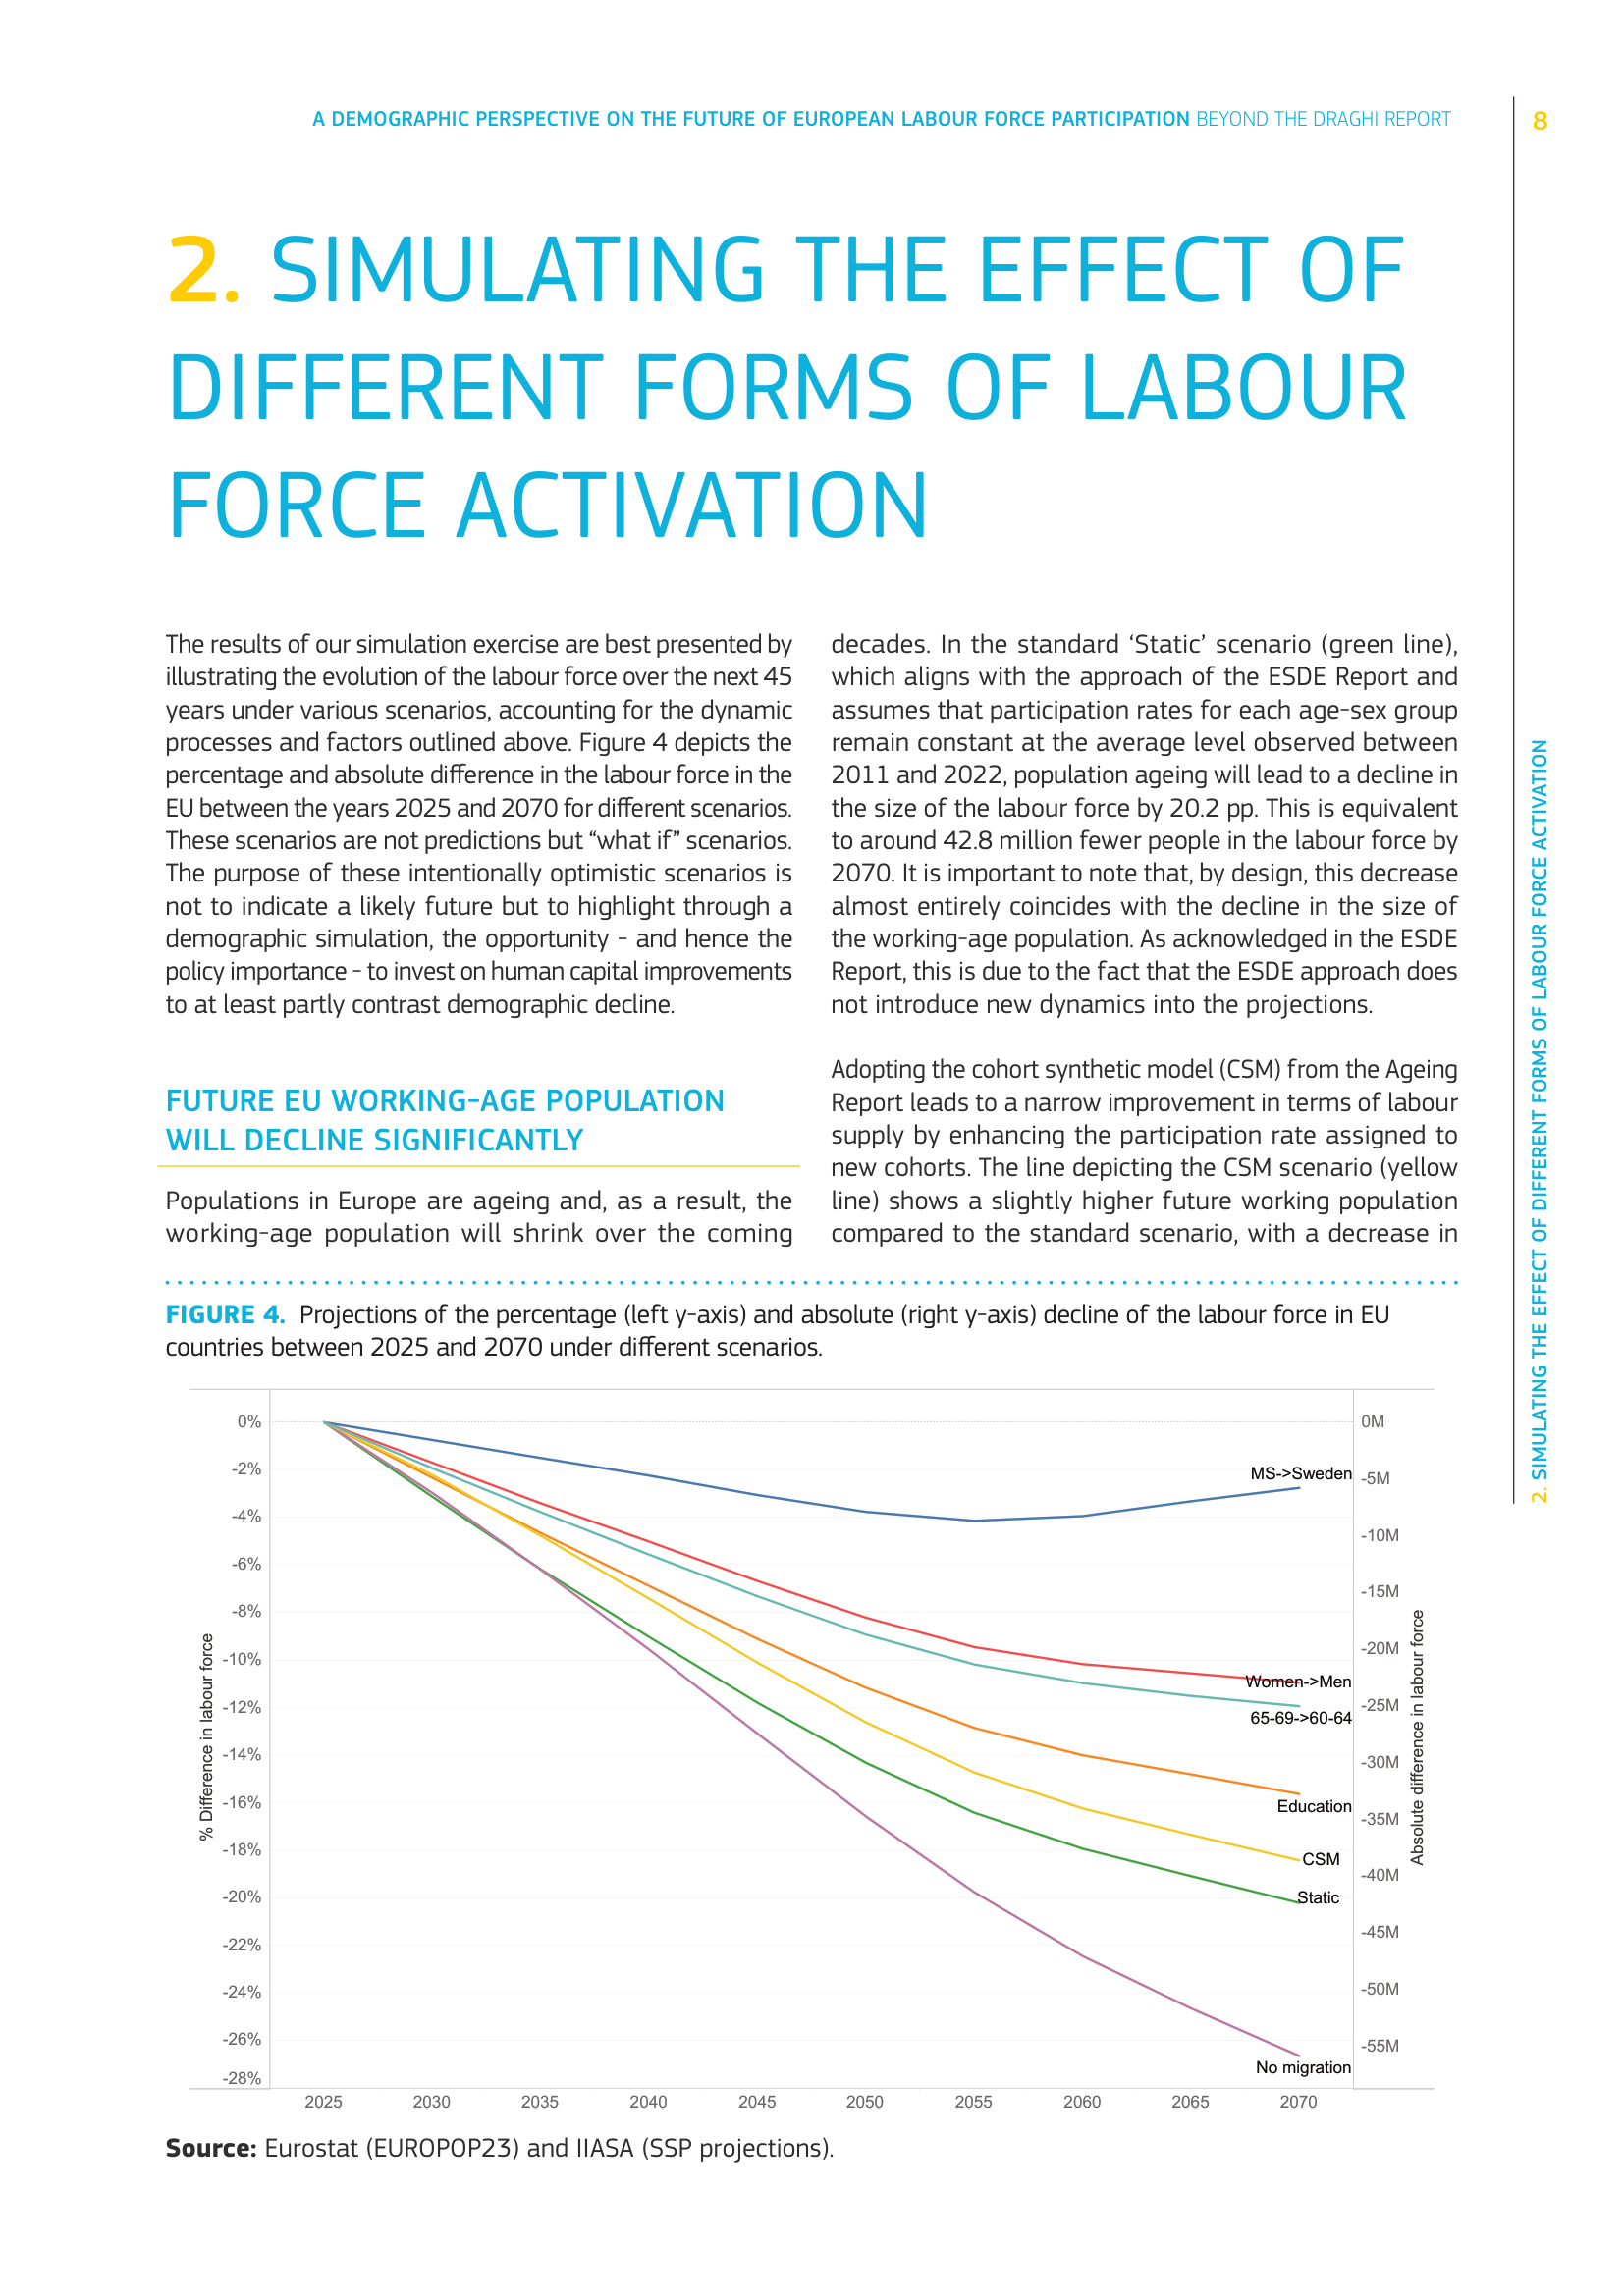 A DEMOGRAPHIC PERSPECTIVE ON THE FUTURE OF EUROPEAN LABOUR FORCE PARTICIPATION BEYOND THE DRAGHI REPORT
8
2. SIMULATING THE EFFECT OF
DIFFERENT FORMS OF LABOUR
FORCE ACTIVATION
The results of our simulation exercise are best presented by
illustrating the evolution of the labour force over the next 45
years under various scenarios, accounting for the dynamic
processes and factors outlined above. Figure 4 depicts the
percentage and absolute difference in the labour force in the
EU between the years 2025 and 2070 for different scenarios.
These scenarios are not predictions but “what if” scenarios.
The purpose of these intentionally optimistic scenarios is
not to indicate a likely future but to highlight through a
demographic simulation, the opportunity - and hence the
policy importance - to invest on human capital improvements
to at least partly contrast demographic decline.
FUTURE EU WORKING-AGE POPULATION
WILL DECLINE SIGNIFICANTLY
Populations in Europe are ageing and, as a result, the
working-age population will shrink over the coming
decades. In the standard ‘Static’ scenario (green line),
which aligns with the approach of the ESDE Report and
assumes that participation rates for each age-sex group
remain constant at the average level observed between
2011 and 2022, population ageing will lead to a decline in
the size of the labour force by 20.2 pp. This is equivalent
to around 42.8 million fewer people in the labour force by
2070. It is important to note that, by design, this decrease
almost entirely coincides with the decline in the size of
the working-age population. As acknowledged in the ESDE
Report, this is due to the fact that the ESDE approach does
not introduce new dynamics into the projections.
Adopting the cohort synthetic model (CSM) from the Ageing
Report leads to a narrow improvement in terms of labour
supply by enhancing the participation rate assigned to
new cohorts. The line depicting the CSM scenario (yellow
line) shows a slightly higher future working population
compared to the standard scenario, with a decrease in
2. SIMULATING THE EFFECT OF DIFFERENT FORMS OF LABOUR FORCE ACTIVATION
FIGURE 4. Projections of the percentage (left y-axis) and absolute (right y-axis) decline of the labour force in EU
countries between 2025 and 2070 under different scenarios.
% Difference in labour force
0%
-2%
-4%
-6%
-8%
-10%
-12%
-14%
-16%
-18%
-20%
-22%
-24%
-26%
-28%
MS->Sweden
Women->Men
65-69->60-64
Education
CSM
Static
No migration
0M
-5M
-10M
-15M
-20M
-25M
-30M
-35M
-40M
-45M
-50M
-55M
Absolute difference in labour force
2025 2030 2035 2040 2045 2050 2055 2060 2065 2070
Source: Eurostat (EUROPOP23) and IIASA (SSP projections).